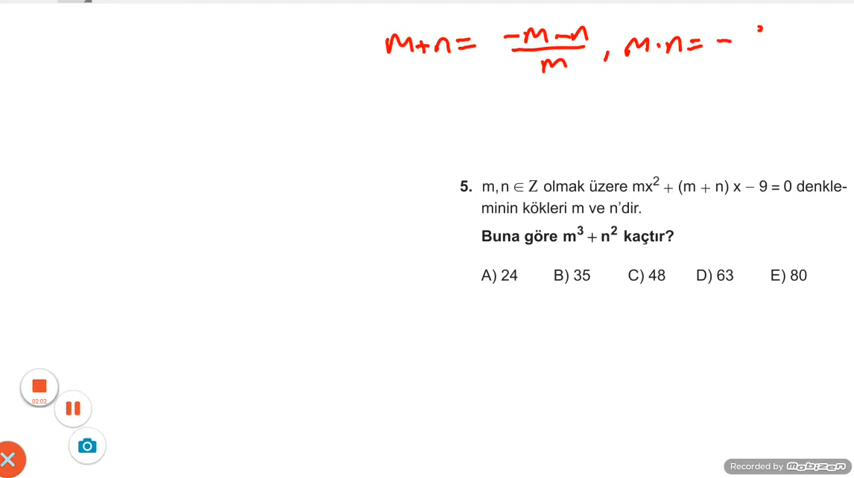 m+n = -m-n / m , m·n = -
5. m, n ∈ Z olmak üzere mx² + (m + n) x − 9 = 0 denkle-
minin kökleri m ve n'dir.
Buna göre m³ + n² kaçtır?
A) 24 B) 35 C) 48 D) 63 E) 80
02:02
Recorded by mobizen